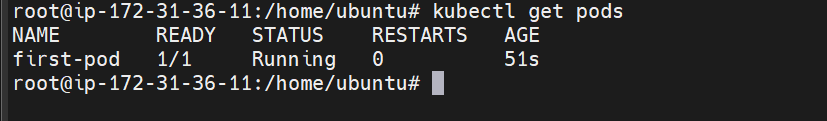 root@ip-172-31-36-11:/home/ubuntu# kubectl get pods
NAME        READY   STATUS    RESTARTS   AGE
first-pod   1/1     Running   0          51s
root@ip-172-31-36-11:/home/ubuntu#